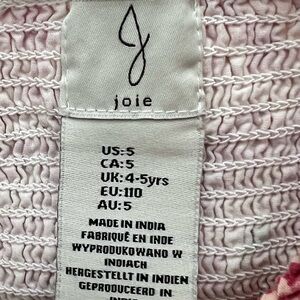 joie
US:5
CA:5
UK:4-5yrs
EU:110
AU:5
MADE IN INDIA
FABRIQUÉ EN INDE
WYPRODUKOWANO W
INDIACH
HERGESTELLT IN INDIEN
GEPRODUCEERD IN